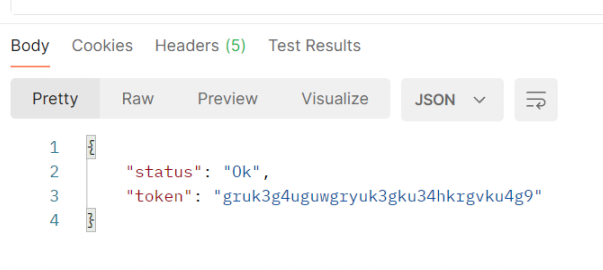 Body Cookies Headers (5) Test Results
Pretty Raw Preview Visualize JSON
1 {
2 "status": "Ok",
3 "token": "gruk3g4uguwgryuk3gku34hkrgvku4g9"
4 }